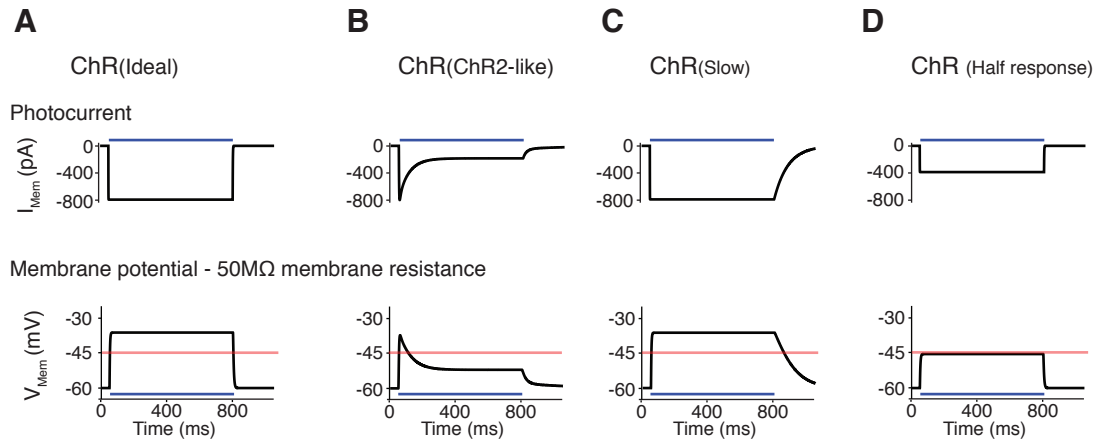 A B C D
ChR(Ideal) ChR(ChR2-like) ChR(Slow) ChR (Half response)
Photocurrent
I Mem (pA)
0 0 0 0
-400 -400 -400 -400
-800 -800 -800 -800
Membrane potential - 50MΩ membrane resistance
V Mem (mV)
-30 -30 -30 -30
-45 -45 -45 -45
-60 -60 -60 -60
0 400 800 0 400 800 0 400 800 0 400 800
Time (ms) Time (ms) Time (ms) Time (ms)